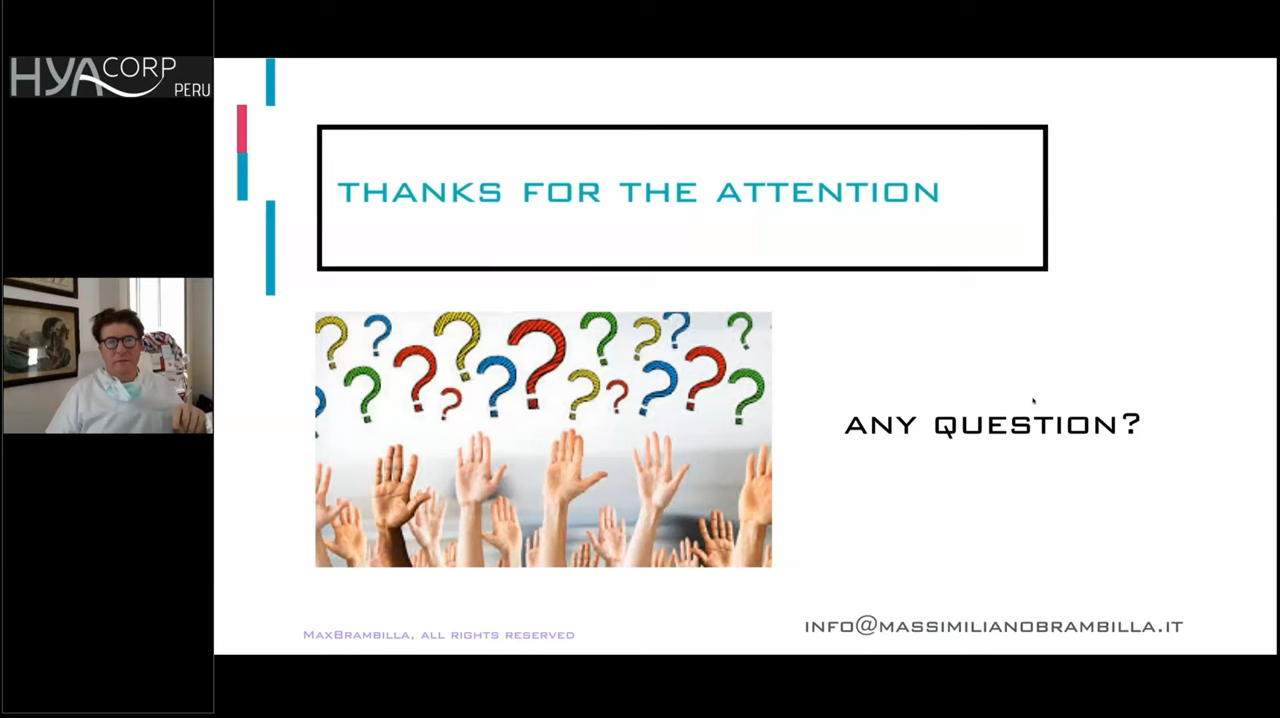 HYACORP
PERU
THANKS FOR THE ATTENTION
ANY QUESTION?
MAXBRAMBILLA, ALL RIGHTS RESERVED
INFO@MASSIMILIANOBRAMBILLA.IT